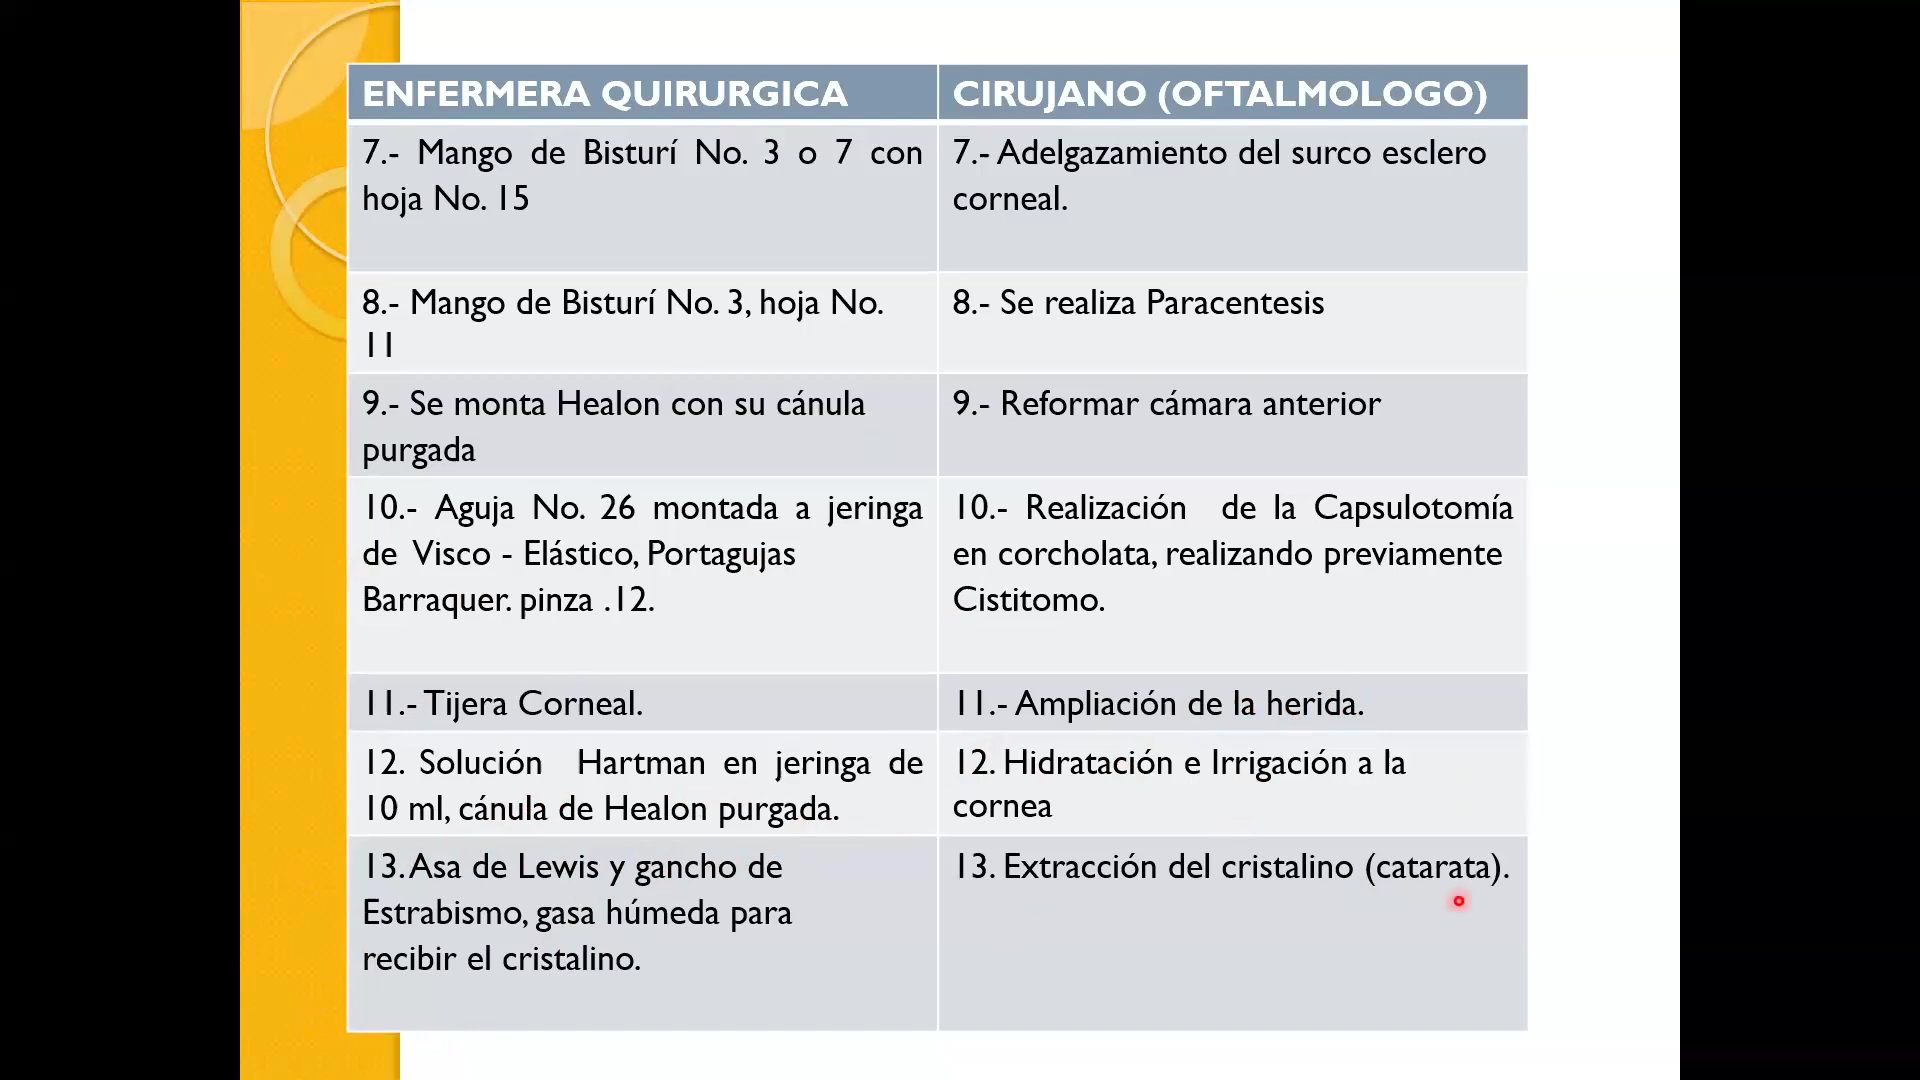 ENFERMERA QUIRURGICA
CIRUJANO (OFTALMOLOGO)
7.- Mango de Bisturí No. 3 o 7 con
hoja No. 15
7.- Adelgazamiento del surco esclero
corneal.
8.- Mango de Bisturí No. 3, hoja No.
11
8.- Se realiza Paracentesis
9.- Se monta Healon con su cánula
purgada
9.- Reformar cámara anterior
10.- Aguja No. 26 montada a jeringa
de Visco - Elástico, Portagujas
Barraquer. pinza .12.
10.- Realización de la Capsulotomía
en corcholata, realizando previamente
Cistitomo.
11.- Tijera Corneal.
11.- Ampliación de la herida.
12. Solución Hartman en jeringa de
10 ml, cánula de Healon purgada.
12. Hidratación e Irrigación a la
cornea
13. Asa de Lewis y gancho de
Estrabismo, gasa húmeda para
recibir el cristalino.
13. Extracción del cristalino (catarata).